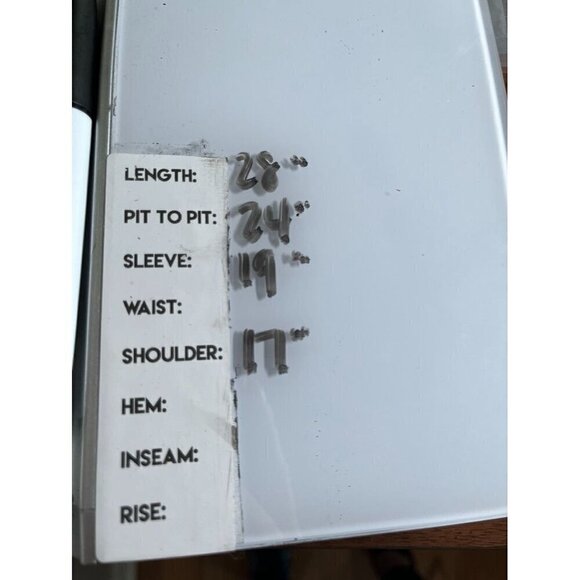 LENGTH: 28"
PIT TO PIT: 24"
SLEEVE: 19"
WAIST:
SHOULDER: 17"
HEM:
INSEAM:
RISE: